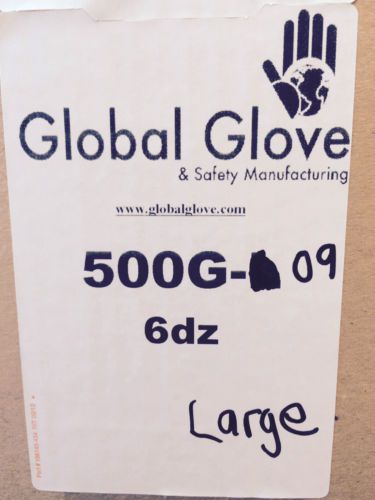 Global Glove
& Safety Manufacturing
www.globalglove.com
500G- 09
6dz
Large